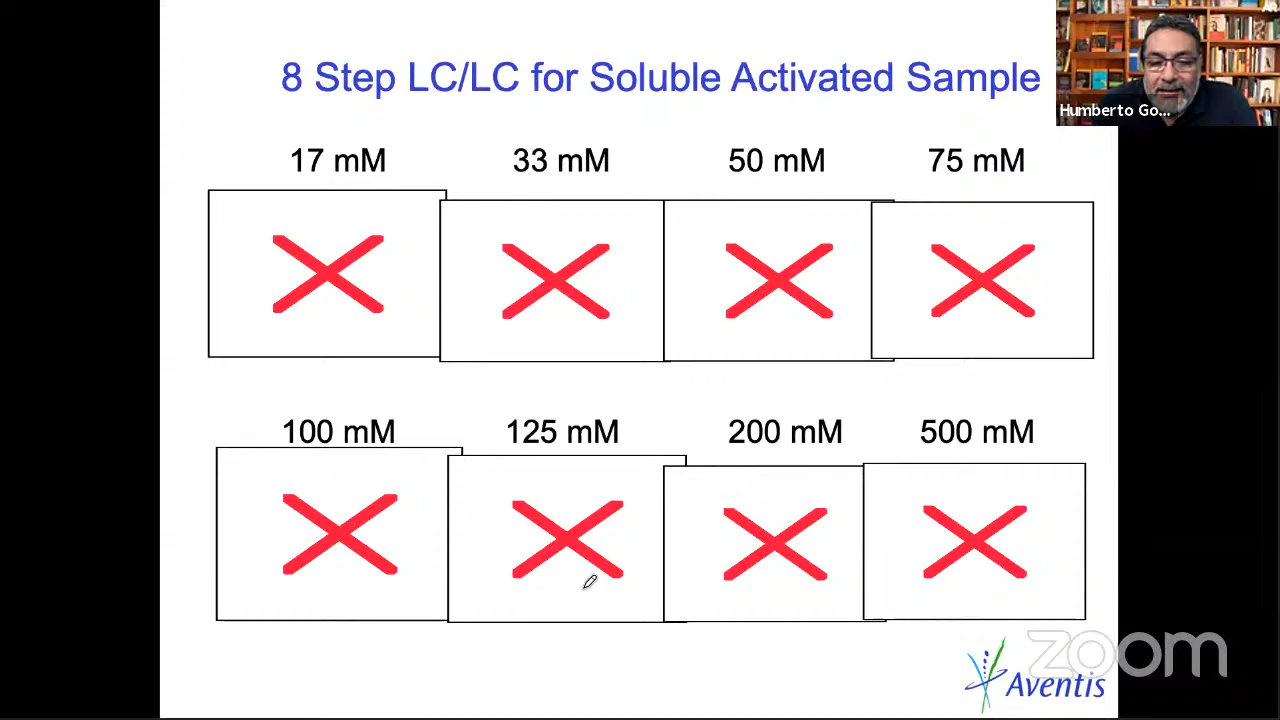 8 Step LC/LC for Soluble Activated Sample
Humberto Go...
17 mM 33 mM 50 mM 75 mM
100 mM 125 mM 200 mM 500 mM
zoom
Aventis